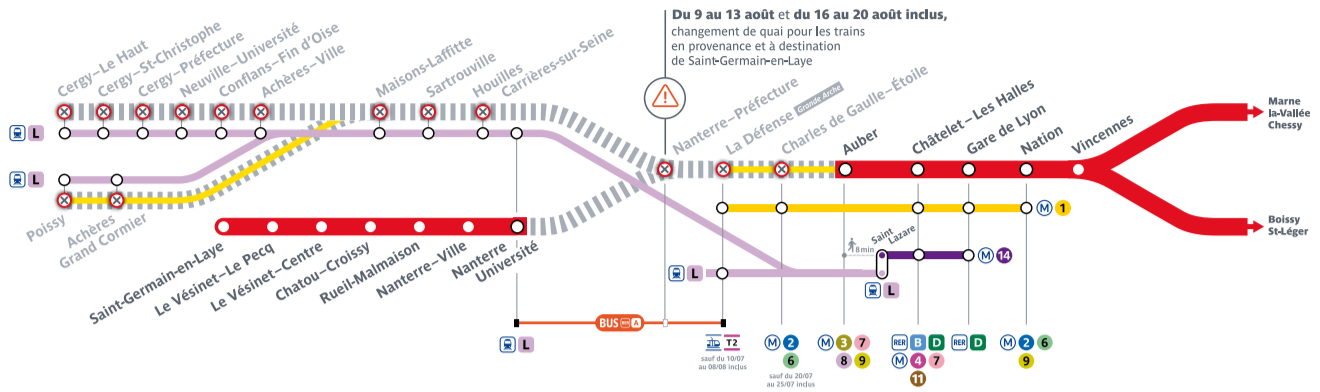 Du 9 au 13 août et du 16 au 20 août inclus,
changement de quai pour les trains
en provenance et à destination
de Saint-Germain-en-Laye
Cergy–Le Haut
Cergy–St-Christophe
Cergy–Préfecture
Neuville–Université
Conflans–Fin d'Oise
Achères–Ville
Maisons-Laffitte
Sartrouville
Houilles
Carrières-sur-Seine
Nanterre–Préfecture
La Défense Grande Arche
Charles de Gaulle–Étoile
Auber
Châtelet–Les Halles
Gare de Lyon
Nation
Vincennes
Marne
la-Vallée
Chessy
Boissy
St-Léger
L
L
Poissy
Achères
Grand Cormier
Saint-Germain-en-Laye
Le Vésinet–Le Pecq
Le Vésinet–Centre
Chatou–Croissy
Rueil-Malmaison
Nanterre–Ville
Nanterre
Université
M 1
8 min
Saint
Lazare
M 14
L
L
BUS RER A
L
T2
sauf du 10/07
au 08/08 inclus
M 2
6
sauf du 20/07
au 25/07 inclus
M 3 7
8 9
RER B D
M 4 7
11
RER D
M 2 6
9